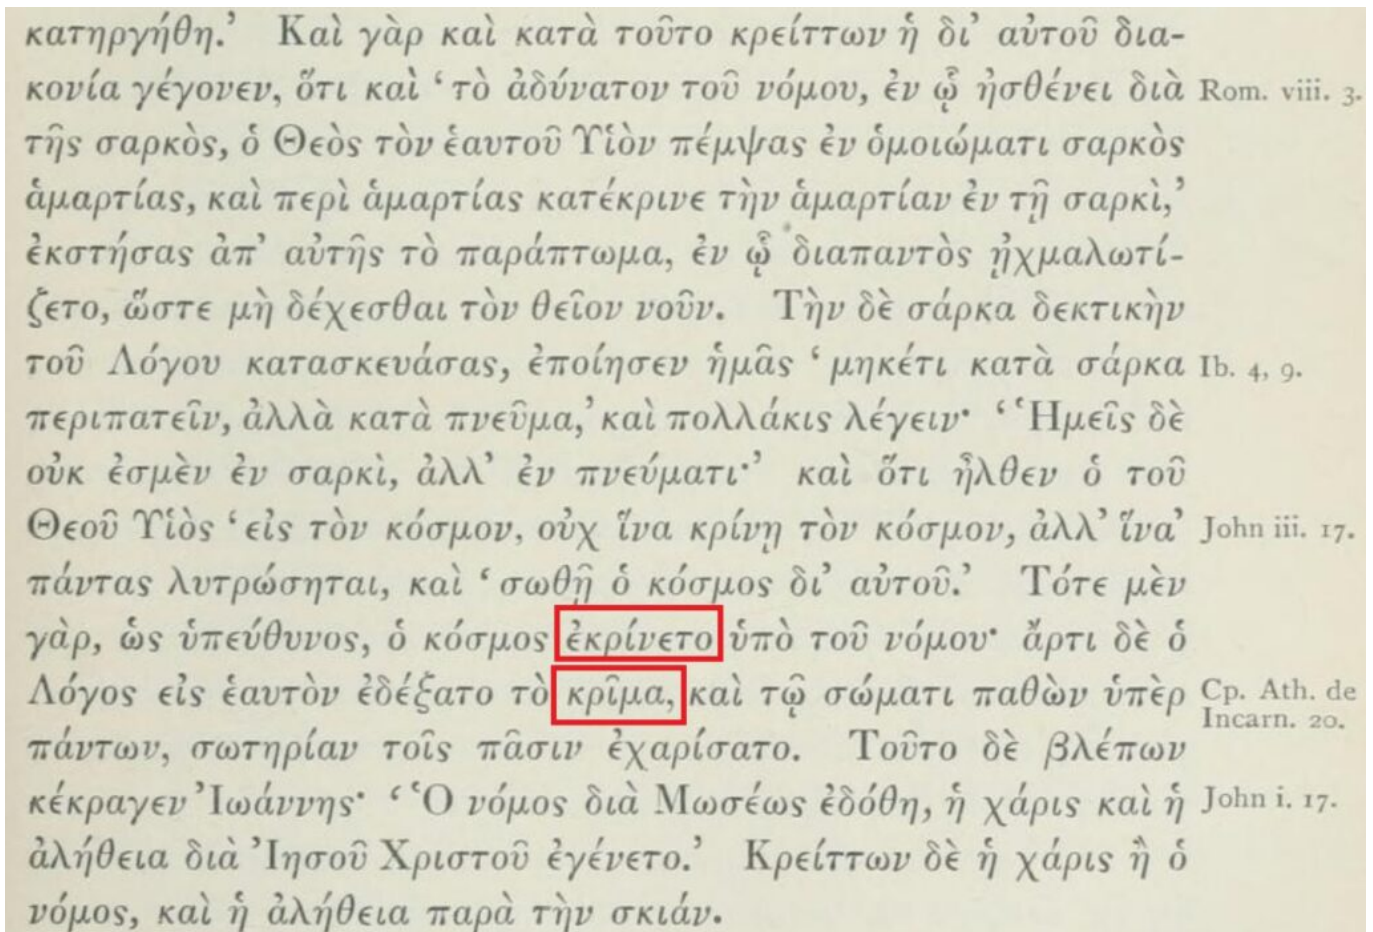 κατηργήθη.’ Καὶ γὰρ καὶ κατὰ τοῦτο κρείττων ἡ δι’ αὐτοῦ δια-
κονία γέγονεν, ὅτι καὶ ‘ τὸ ἀδύνατον τοῦ νόμου, ἐν ᾧ ἠσθένει διὰ Rom. viii. 3.
τῆς σαρκὸς, ὁ Θεὸς τὸν ἑαυτοῦ Υἱὸν πέμψας ἐν ὁμοιώματι σαρκὸς
ἁμαρτίας, καὶ περὶ ἁμαρτίας κατέκρινε τὴν ἁμαρτίαν ἐν τῇ σαρκὶ,’
ἐκστήσας ἀπ’ αὐτῆς τὸ παράπτωμα, ἐν ᾧ διαπαντὸς ᾐχμαλωτί-
ζετο, ὥστε μὴ δέχεσθαι τὸν θεῖον νοῦν. Τὴν δὲ σάρκα δεκτικὴν
τοῦ Λόγου κατασκευάσας, ἐποίησεν ἡμᾶς ‘ μηκέτι κατὰ σάρκα Ib. 4, 9.
περιπατεῖν, ἀλλὰ κατὰ πνεῦμα,’ καὶ πολλάκις λέγειν· ‘ Ἡμεῖς δὲ
οὐκ ἐσμὲν ἐν σαρκὶ, ἀλλ’ ἐν πνεύματι·’ καὶ ὅτι ἦλθεν ὁ τοῦ
Θεοῦ Υἱὸς ‘ εἰς τὸν κόσμον, οὐχ ἵνα κρίνῃ τὸν κόσμον, ἀλλ’ ἵνα’ John iii. 17.
πάντας λυτρώσηται, καὶ ‘ σωθῇ ὁ κόσμος δι’ αὐτοῦ.’ Τότε μὲν
γὰρ, ὡς ὑπεύθυνος, ὁ κόσμος ἐκρίνετο ὑπὸ τοῦ νόμου· ἄρτι δὲ ὁ
Λόγος εἰς ἑαυτὸν ἐδέξατο τὸ κρῖμα, καὶ τῷ σώματι παθὼν ὑπὲρ Cp. Ath. de
Incarn. 20.
πάντων, σωτηρίαν τοῖς πᾶσιν ἐχαρίσατο. Τοῦτο δὲ βλέπων
κέκραγεν Ἰωάννης· ‘ Ὁ νόμος διὰ Μωσέως ἐδόθη, ἡ χάρις καὶ ἡ John i. 17.
ἀλήθεια διὰ Ἰησοῦ Χριστοῦ ἐγένετο.’ Κρείττων δὲ ἡ χάρις ἢ ὁ
νόμος, καὶ ἡ ἀλήθεια παρὰ τὴν σκιάν.